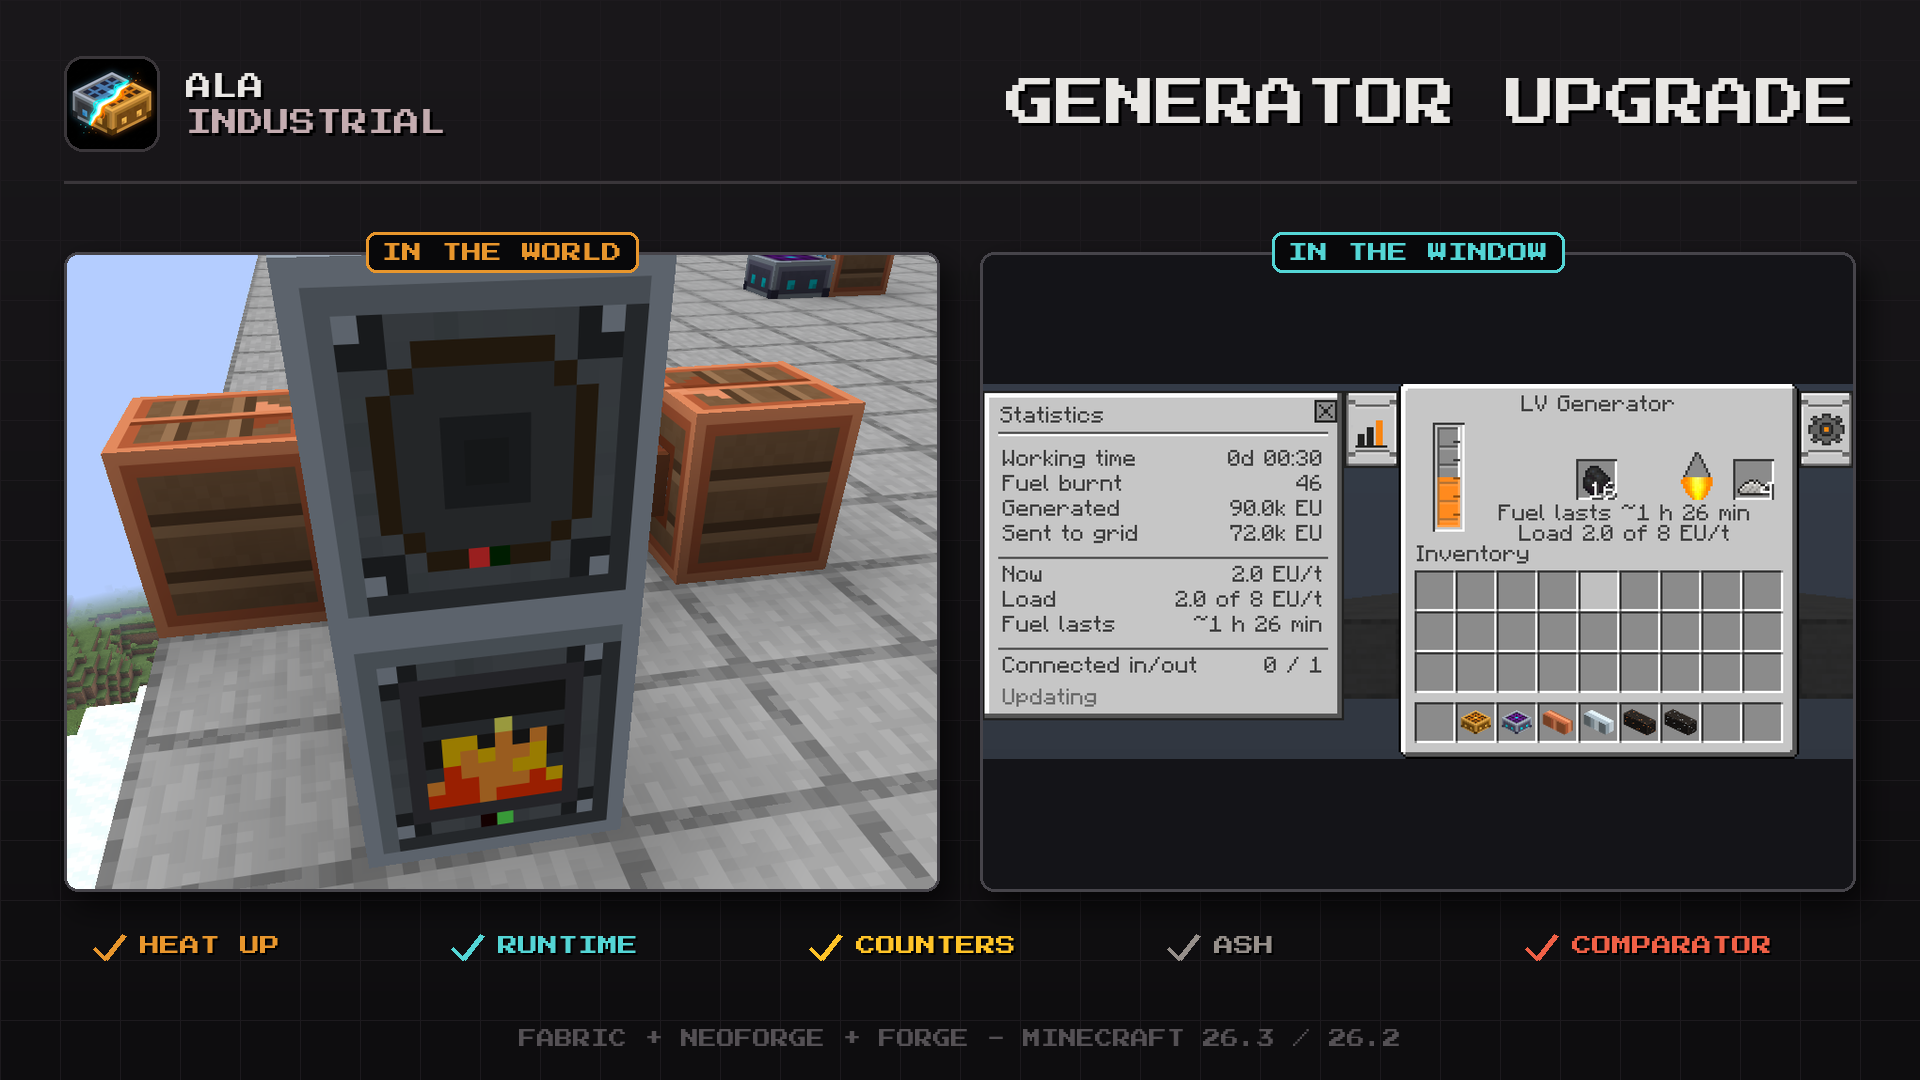 ALA
INDUSTRIAL
GENERATOR UPGRADE
IN THE WORLD
IN THE WINDOW
Statistics
Working time 0d 00:30
Fuel burnt 46
Generated 90.0k EU
Sent to grid 72.0k EU
Now 2.0 EU/t
Load 2.0 of 8 EU/t
Fuel lasts ~1 h 26 min
Connected in/out 0 / 1
Updating
LV Generator
Fuel lasts ~1 h 26 min
Load 2.0 of 8 EU/t
Inventory
HEAT UP
RUNTIME
COUNTERS
ASH
COMPARATOR
FABRIC + NEOFORGE + FORGE - MINECRAFT 26.3 / 26.2